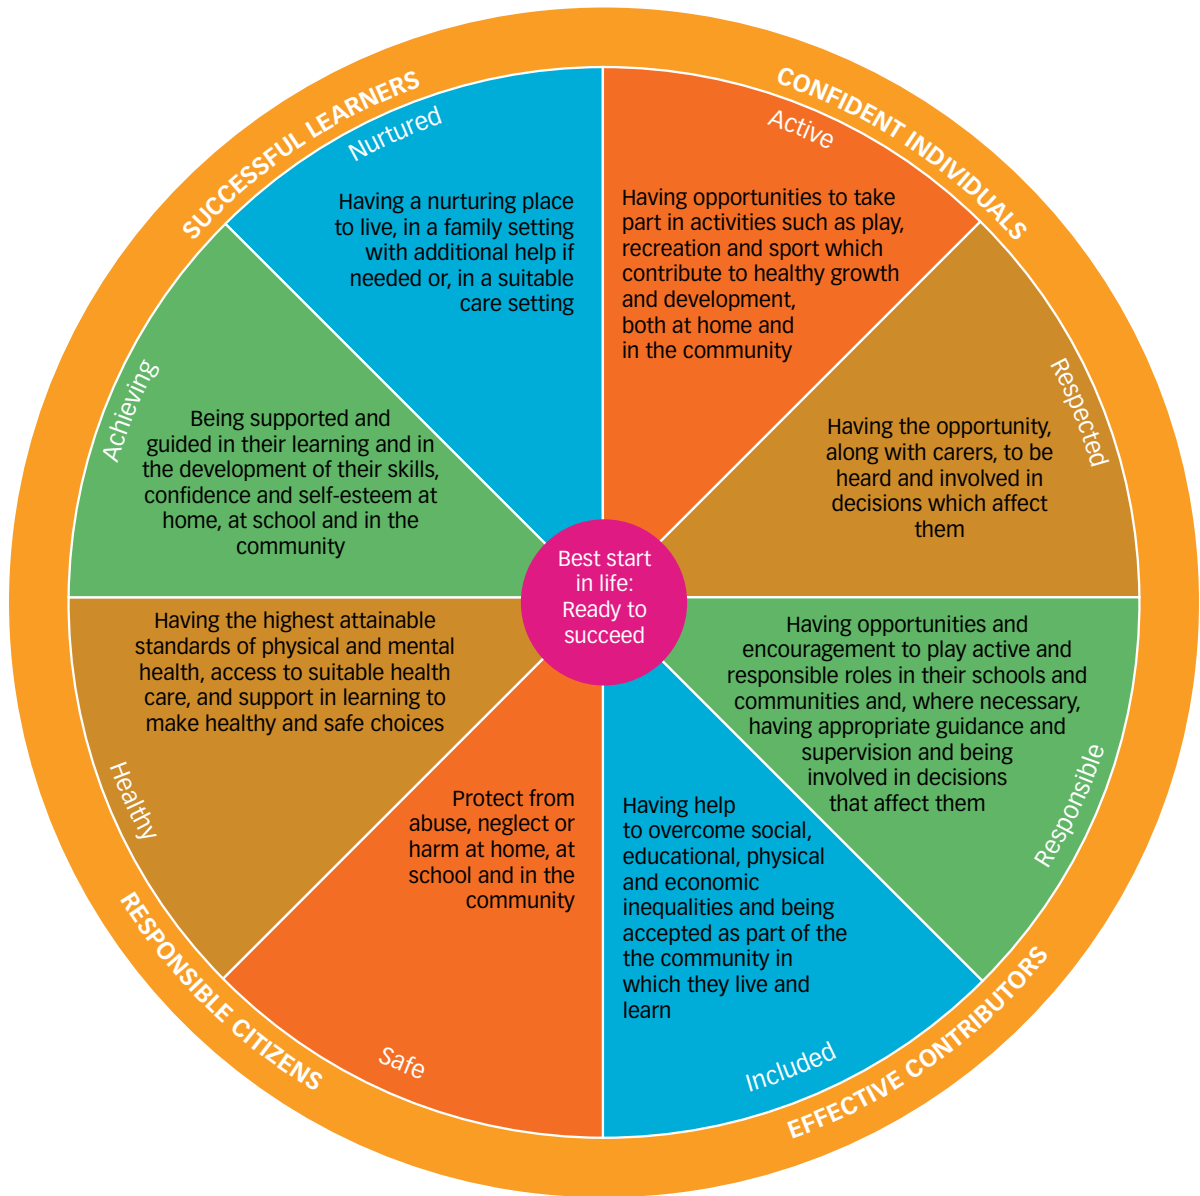 SUCCESSFUL LEARNERS
CONFIDENT INDIVIDUALS
Nurtured
Having a nurturing place
to live, in a family setting
with additional help if
needed or, in a suitable
care setting
Active
Having opportunities to take
part in activities such as play,
recreation and sport which
contribute to healthy growth
and development,
both at home and
in the community
Respected
Having the opportunity,
along with carers, to be
heard and involved in
decisions which affect
them
Achieving
Being supported and
guided in their learning and in
the development of their skills,
confidence and self-esteem at
home, at school and in the
community
Best start
in life:
Ready to
succeed
Having the highest attainable
standards of physical and mental
health, access to suitable health
care, and support in learning to
make healthy and safe choices
Healthy
Having opportunities and
encouragement to play active and
responsible roles in their schools and
communities and, where necessary,
having appropriate guidance and
supervision and being
involved in decisions
that affect them
Responsible
Protect from
abuse, neglect or
harm at home, at
school and in the
community
Safe
Having help
to overcome social,
educational, physical
and economic
inequalities and being
accepted as part of the
the community in
which they live and
learn
Included
RESPONSIBLE CITIZENS
EFFECTIVE CONTRIBUTORS